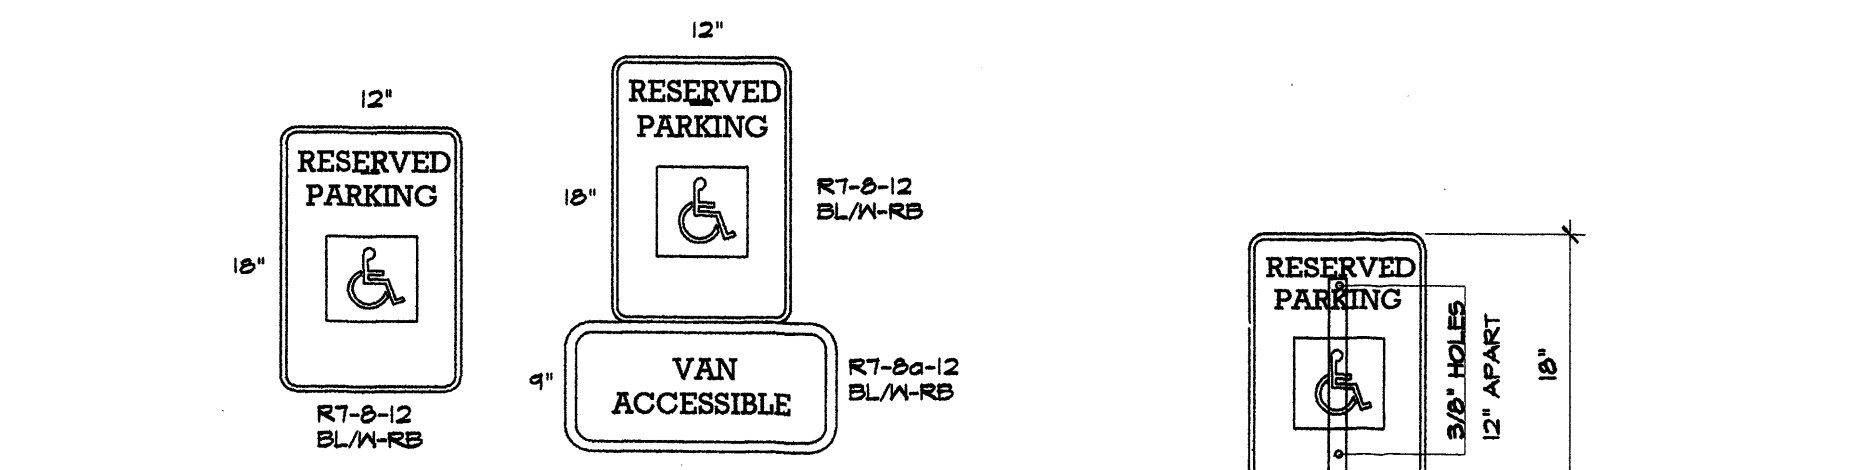 12"
RESERVED
PARKING
18"
R7-8-12
BL/W-RB
12"
RESERVED
PARKING
18"
R7-8-12
BL/W-RB
VAN
ACCESSIBLE
9"
R7-8a-12
BL/W-RB
RESERVED
PARKING
3/8" HOLES
12" APART
18"